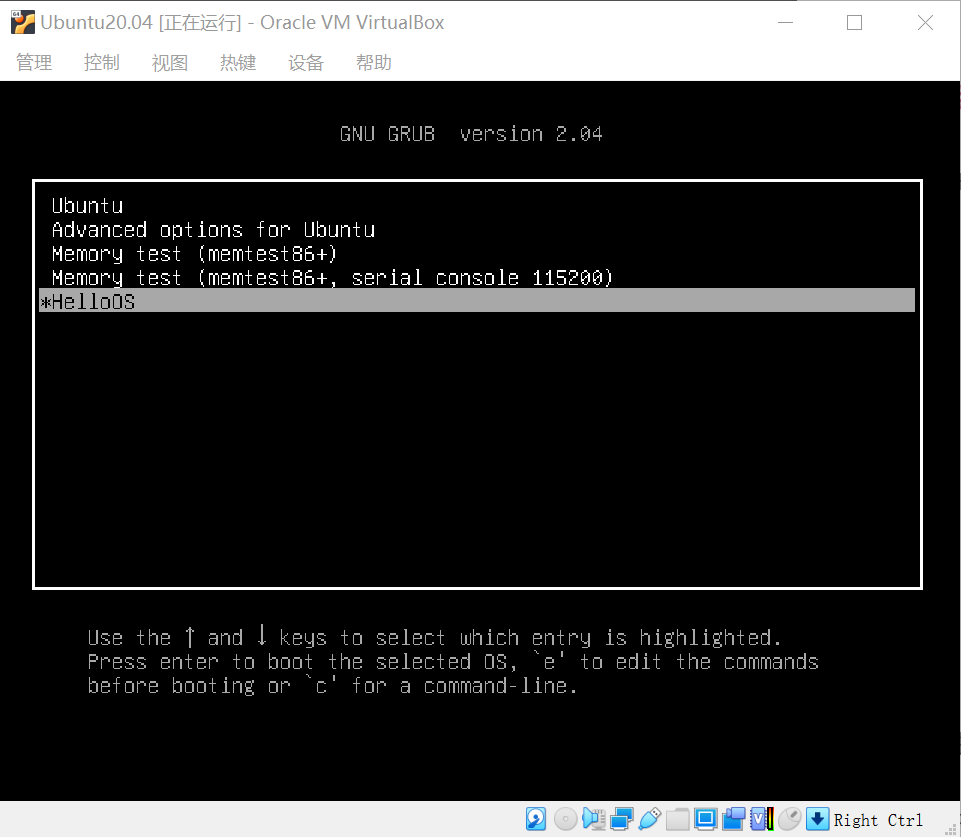 Ubuntu20.04 [正在运行] - Oracle VM VirtualBox
管理 控制 视图 热键 设备 帮助
GNU GRUB version 2.04
Ubuntu
Advanced options for Ubuntu
Memory test (memtest86+)
Memory test (memtest86+, serial console 115200)
*HelloOS
Use the ↑ and ↓ keys to select which entry is highlighted.
Press enter to boot the selected OS, `e' to edit the commands
before booting or `c' for a command-line.
Right Ctrl